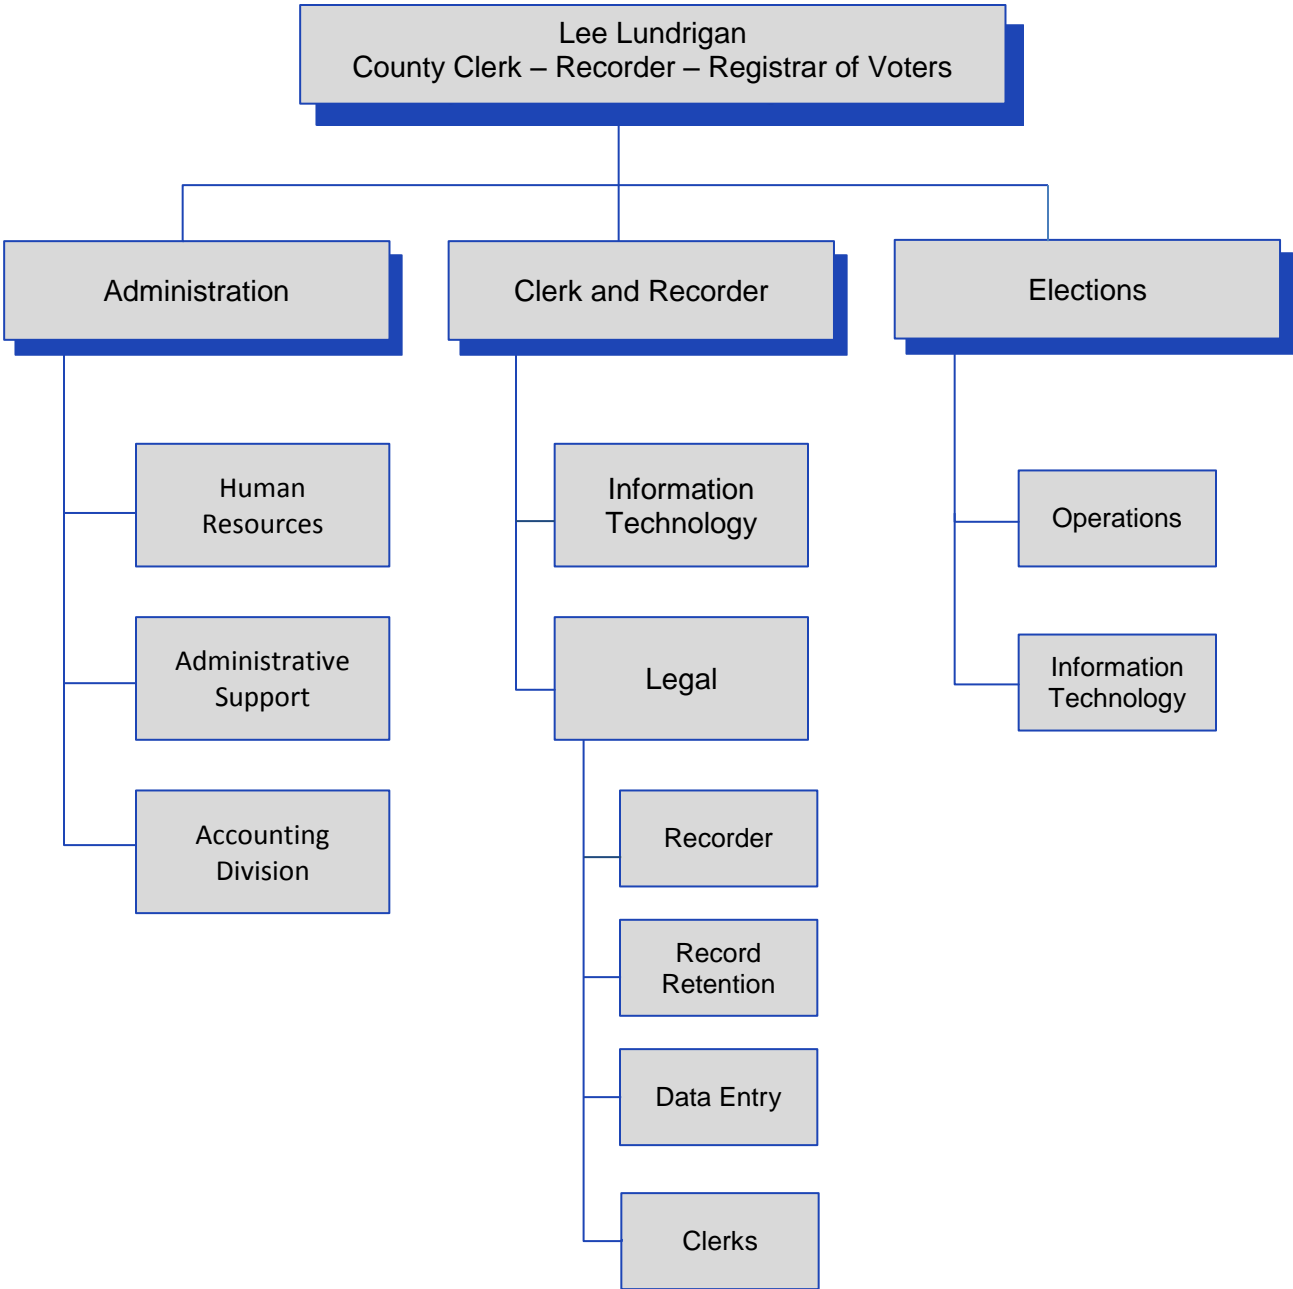 Lee Lundrigan
County Clerk – Recorder – Registrar of Voters
Administration
Clerk and Recorder
Elections
Human
Resources
Administrative
Support
Accounting
Division
Information
Technology
Legal
Recorder
Record
Retention
Data Entry
Clerks
Operations
Information
Technology